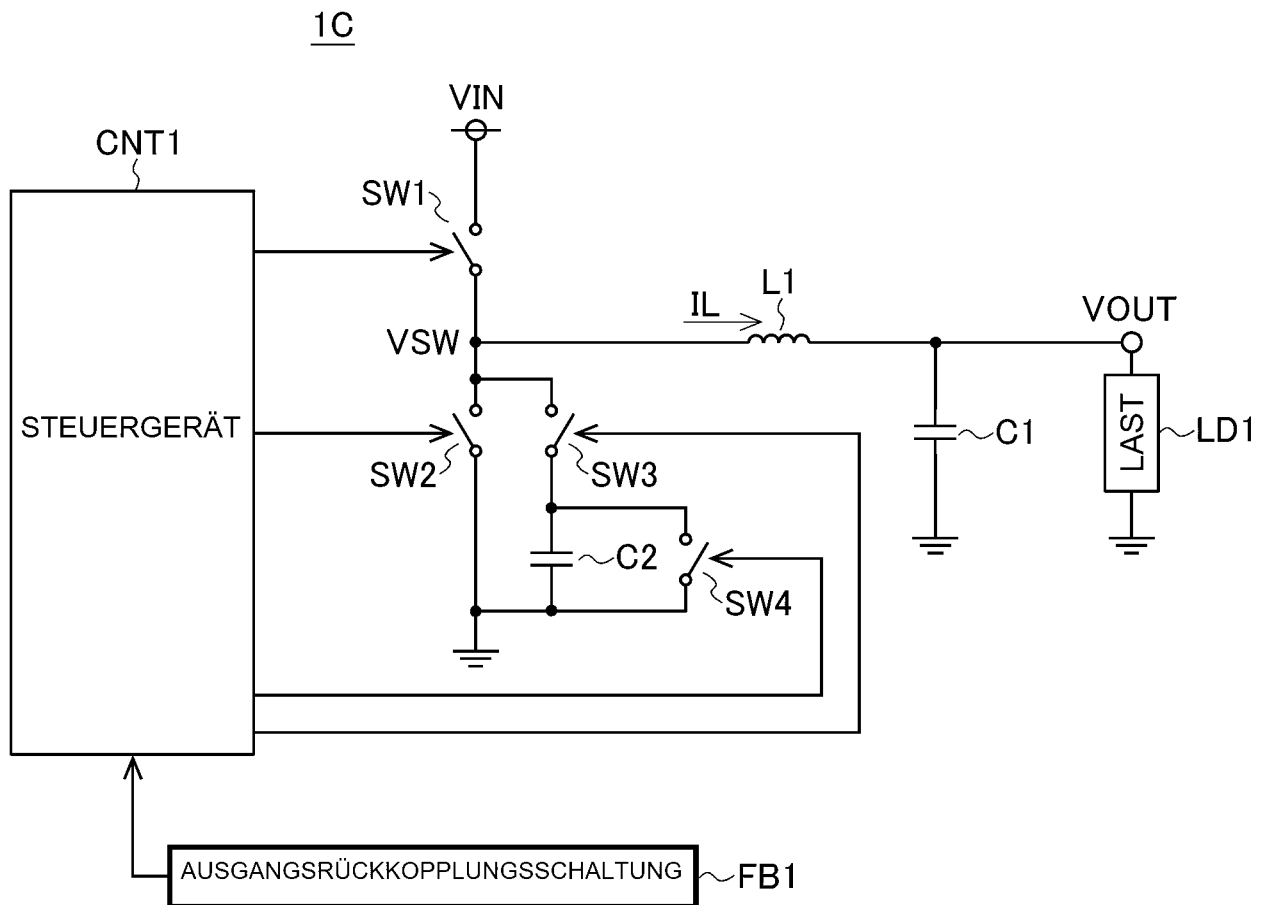 1C
VIN
CNT1
SW1
IL
L1
VOUT
VSW
STEUERGERÄT
SW2
SW3
C1
LAST
LD1
C2
SW4
AUSGANGSRÜCKKOPPLUNGSSCHALTUNG
FB1